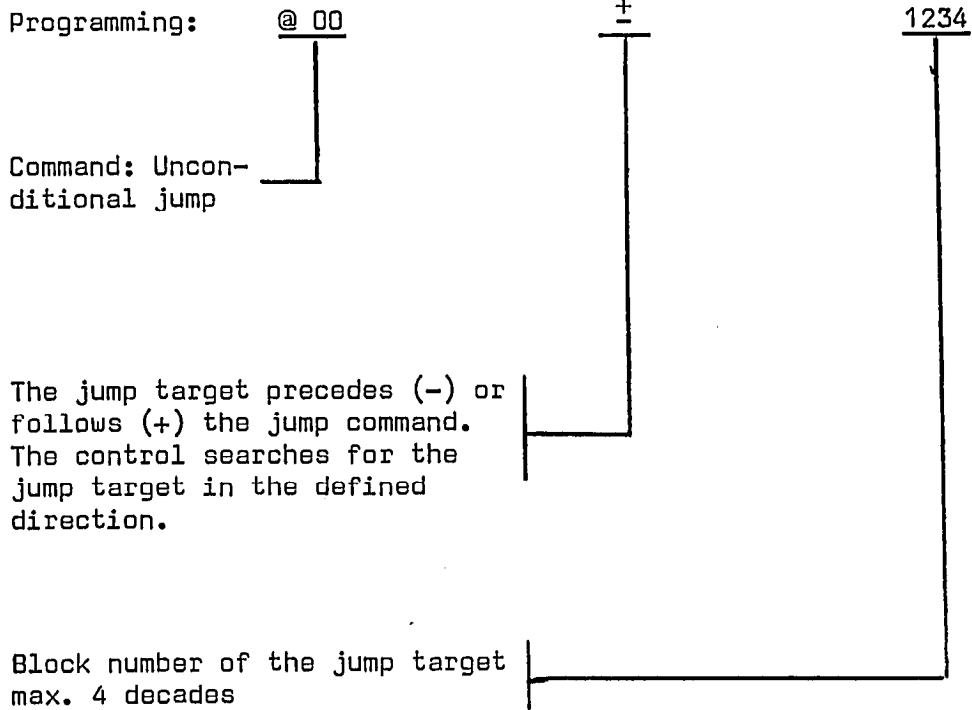 Programming: @ 00 ± 1234
Command: Uncon-
ditional jump
The jump target precedes (-) or
follows (+) the jump command.
The control searches for the
jump target in the defined
direction.
Block number of the jump target
max. 4 decades